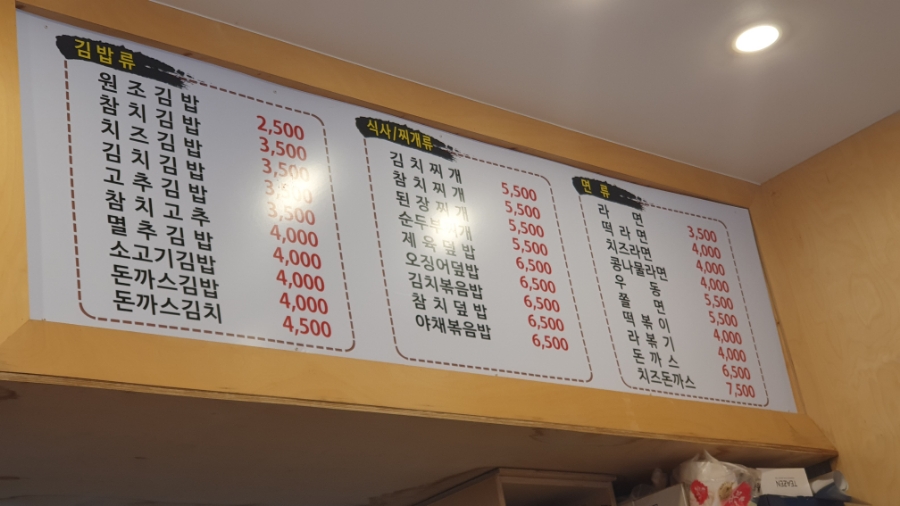 김밥류
원조김밥 2,500
참치김밥 3,500
치즈김밥 3,500
김치김밥 3,500
고추김밥 3,500
참치고추 4,000
멸추김밥 4,000
소고기김밥 4,000
돈까스김밥 4,000
돈까스김치 4,500
식사/찌개류
김치찌개 5,500
참치찌개 5,500
된장찌개 5,500
순두부찌개 5,500
제육덮밥 6,500
오징어덮밥 6,500
김치볶음밥 6,500
참치덮밥 6,500
야채볶음밥 6,500
면류
라면 3,500
떡라면 4,000
치즈라면 4,000
콩나물라면 4,000
우동 5,500
쫄면 5,500
떡볶이 4,000
라볶기 4,000
돈까스 6,500
치즈돈까스 7,500
TEAZEN